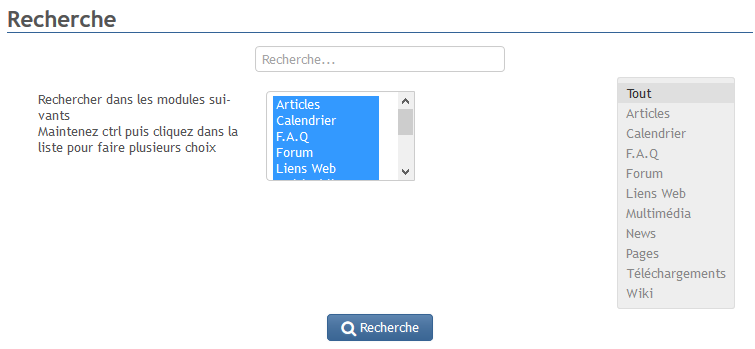 Recherche
Recherche...
Rechercher dans les modules sui-
vants
Maintenez ctrl puis cliquez dans la
liste pour faire plusieurs choix
Articles
Calendrier
F.A.Q
Forum
Liens Web
Tout
Articles
Calendrier
F.A.Q
Forum
Liens Web
Multimédia
News
Pages
Téléchargements
Wiki
Recherche